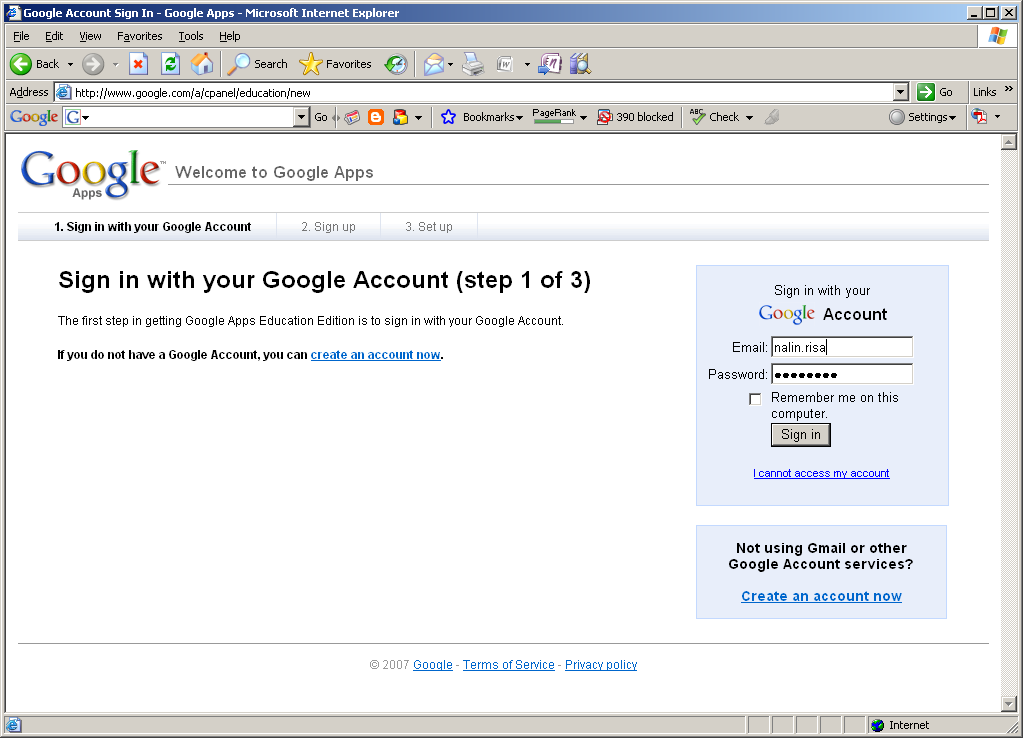 Google Account Sign In - Google Apps - Microsoft Internet Explorer
File Edit View Favorites Tools Help
Back Search Favorites
Address http://www.google.com/a/cpanel/education/new Go Links »
Google G Go Bookmarks PageRank 390 blocked ABC Check Settings
Google™ Apps
Welcome to Google Apps
1. Sign in with your Google Account 2. Sign up 3. Set up
Sign in with your Google Account (step 1 of 3)
The first step in getting Google Apps Education Edition is to sign in with your Google Account.
If you do not have a Google Account, you can create an account now.
Sign in with your
Google Account
Email: nalin.risa
Password: ●●●●●●●●
Remember me on this
computer.
Sign in
I cannot access my account
Not using Gmail or other
Google Account services?
Create an account now
© 2007 Google - Terms of Service - Privacy policy
Internet